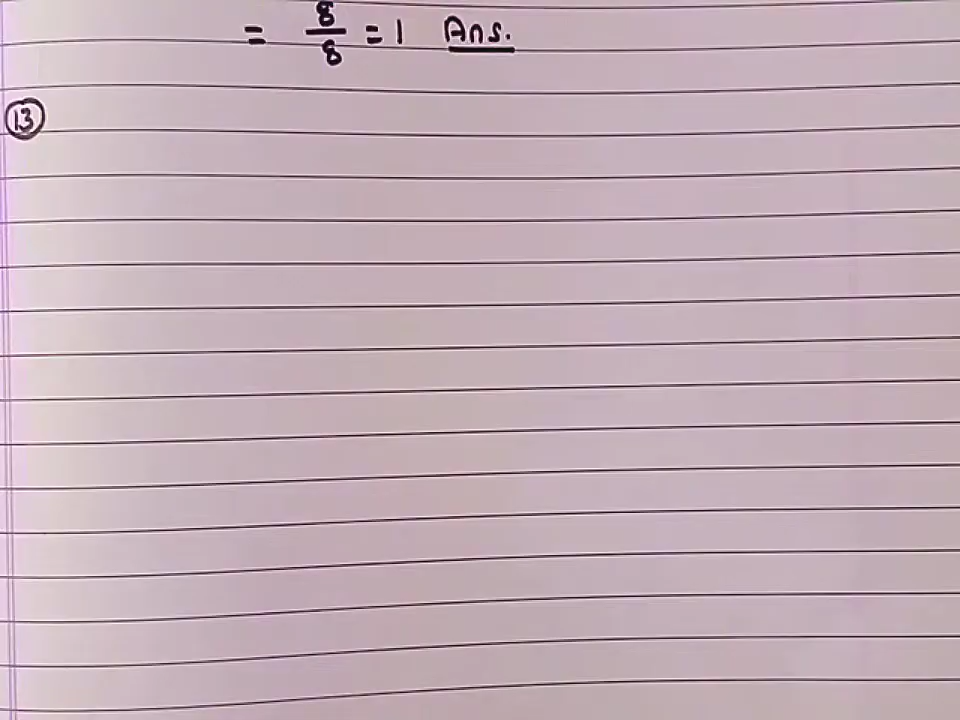 = 8/8 = 1 Ans.
13